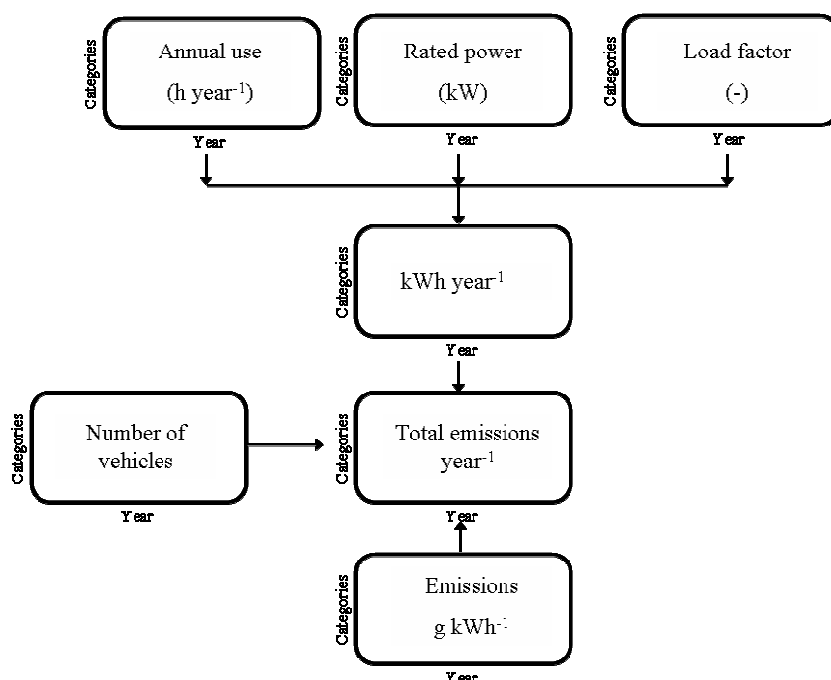 Categories
Annual use
(h year⁻¹)
Year
Categories
Rated power
(kW)
Year
Categories
Load factor
(-)
Year
Categories
kWh year⁻¹
Year
Categories
Number of
vehicles
Year
Categories
Total emissions
year⁻¹
Year
Categories
Emissions
g kWh⁻¹
Year